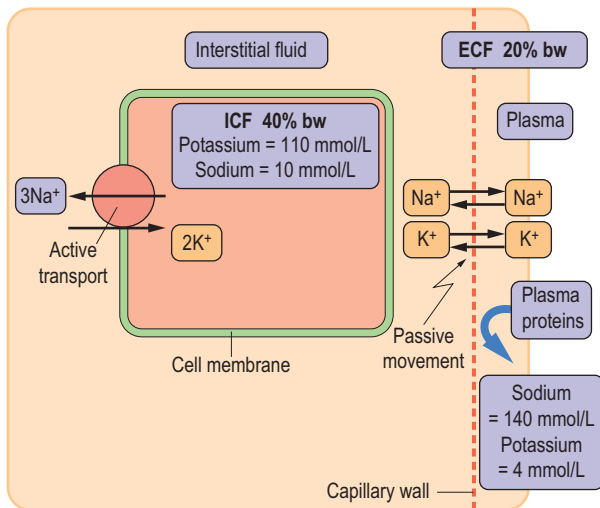 Interstitial fluid
ECF 20% bw
ICF 40% bw
Potassium = 110 mmol/L
Sodium = 10 mmol/L
Plasma
3Na⁺
Active
transport
2K⁺
Na⁺
Na⁺
K⁺
K⁺
Passive
movement
Plasma
proteins
Cell membrane
Sodium
= 140 mmol/L
Potassium
= 4 mmol/L
Capillary wall